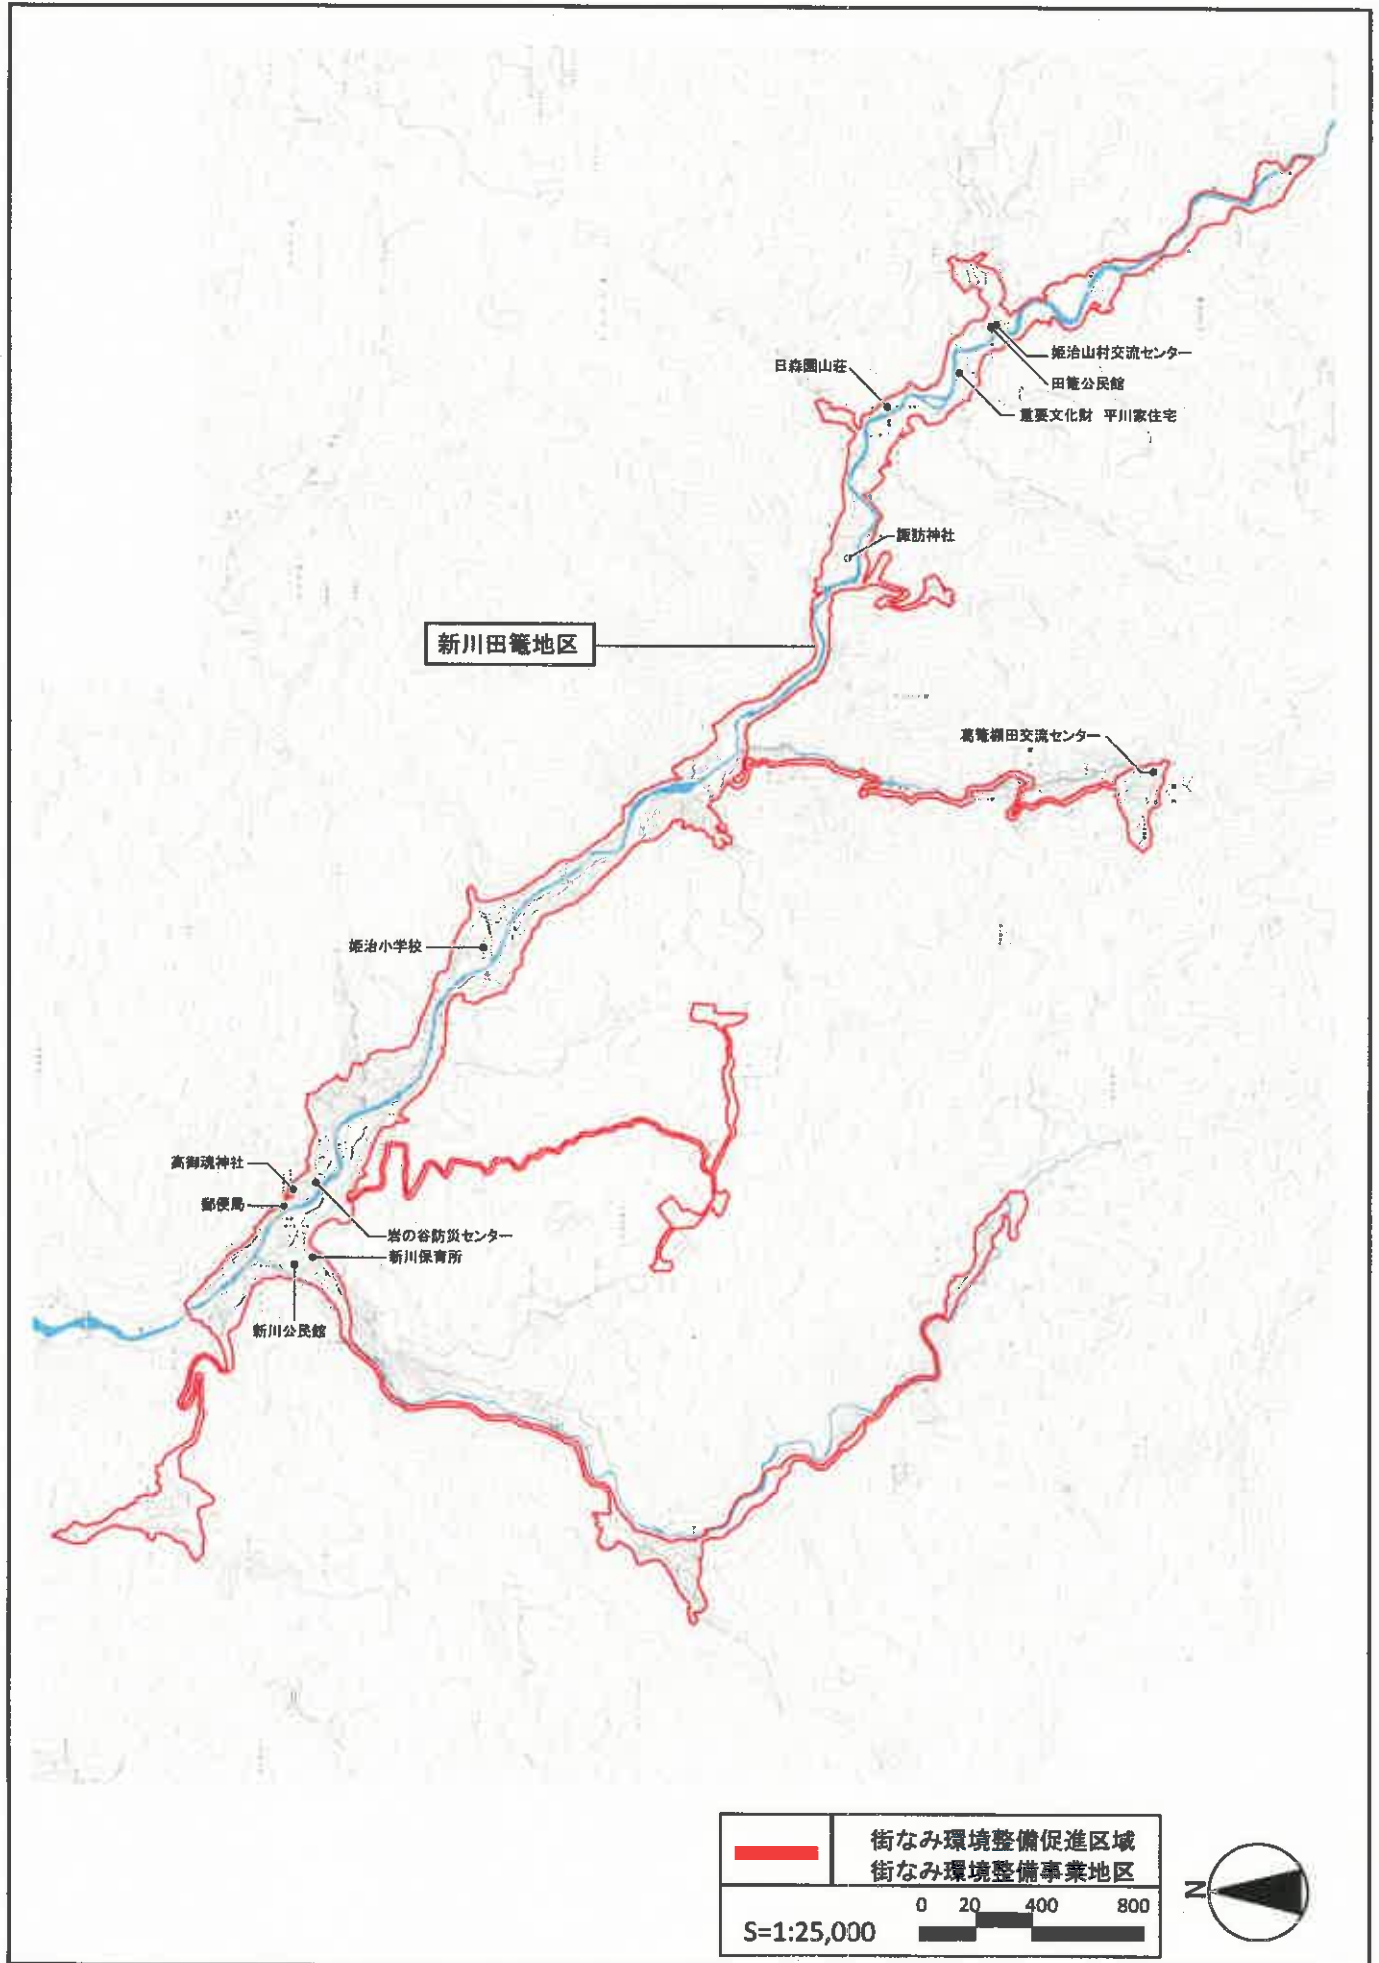 姫治山村交流センター
日森園山荘
田篭公民館
重要文化財 平川家住宅
諏訪神社
新川田篭地区
葛篭棚田交流センター
姫治小学校
高御魂神社
郵便局
岩の谷防災センター
新川保育所
新川公民館
街なみ環境整備促進区域
街なみ環境整備事業地区
S=1:25,000
0 20 400 800
N